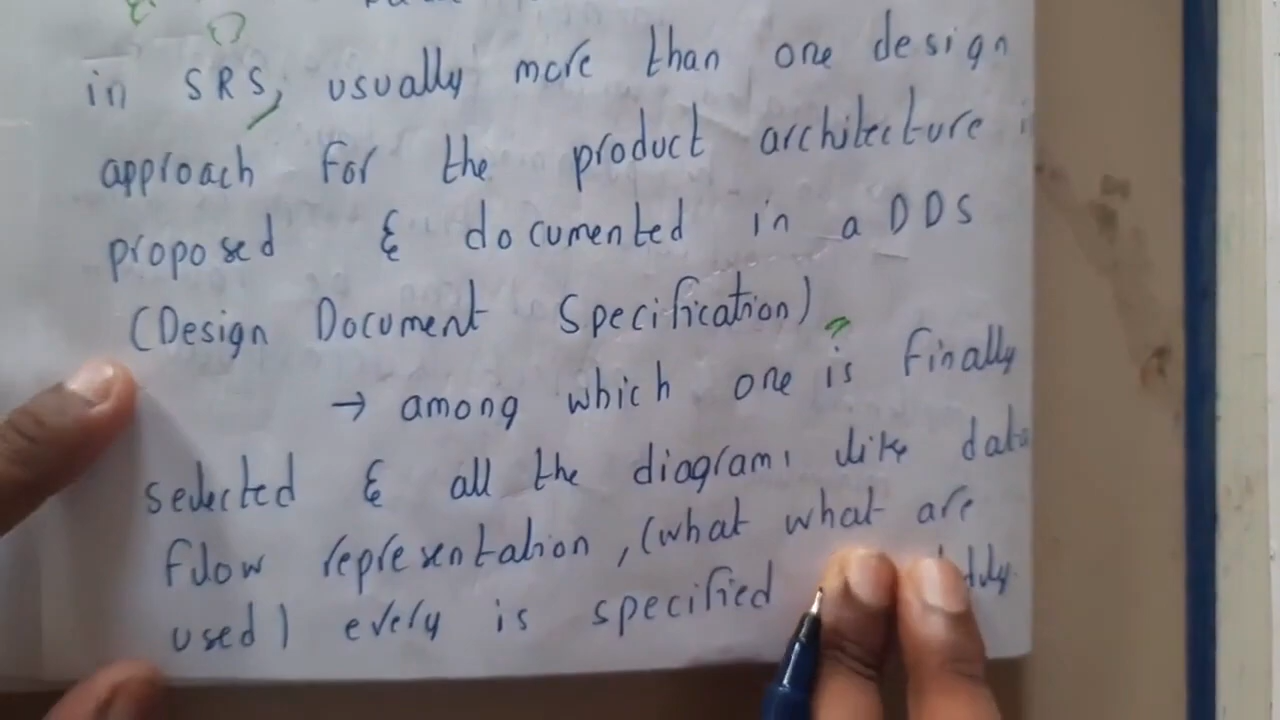 in SRS, usually more than one design
approach for the product architecture
proposed & documented in a DDS
(Design Document Specification)
→ among which one is finally
selected & all the diagrams like data
flow representation, (what what are
used) every is specified